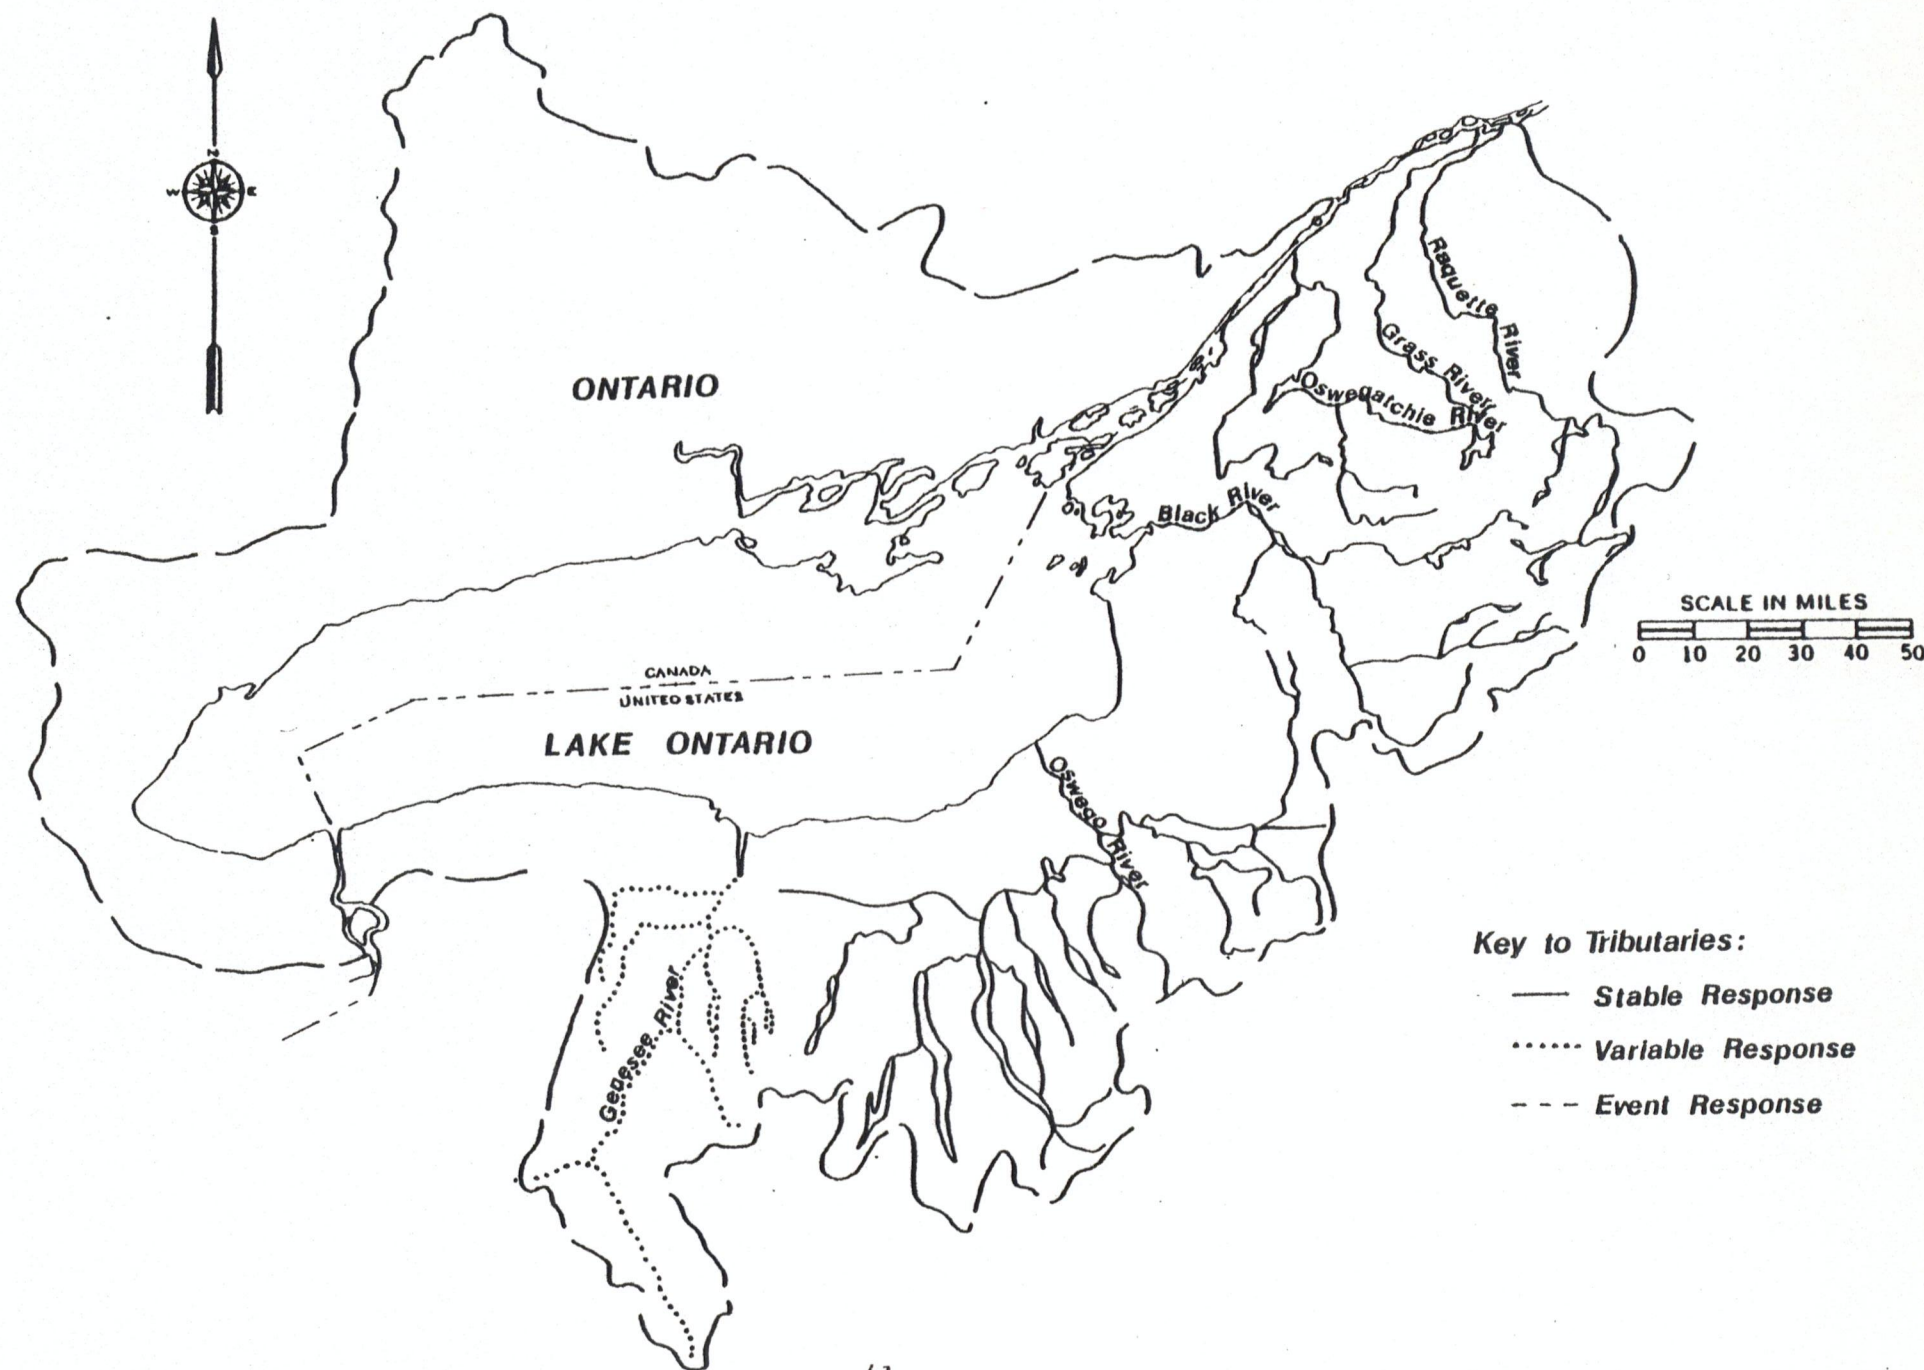 N
W E
S
ONTARIO
Raquette River
Grass River
Oswegatchie River
Black River
SCALE IN MILES
0 10 20 30 40 50
CANADA
UNITED STATES
LAKE ONTARIO
Oswego River
Genesee River
Key to Tributaries:
Stable Response
Variable Response
Event Response